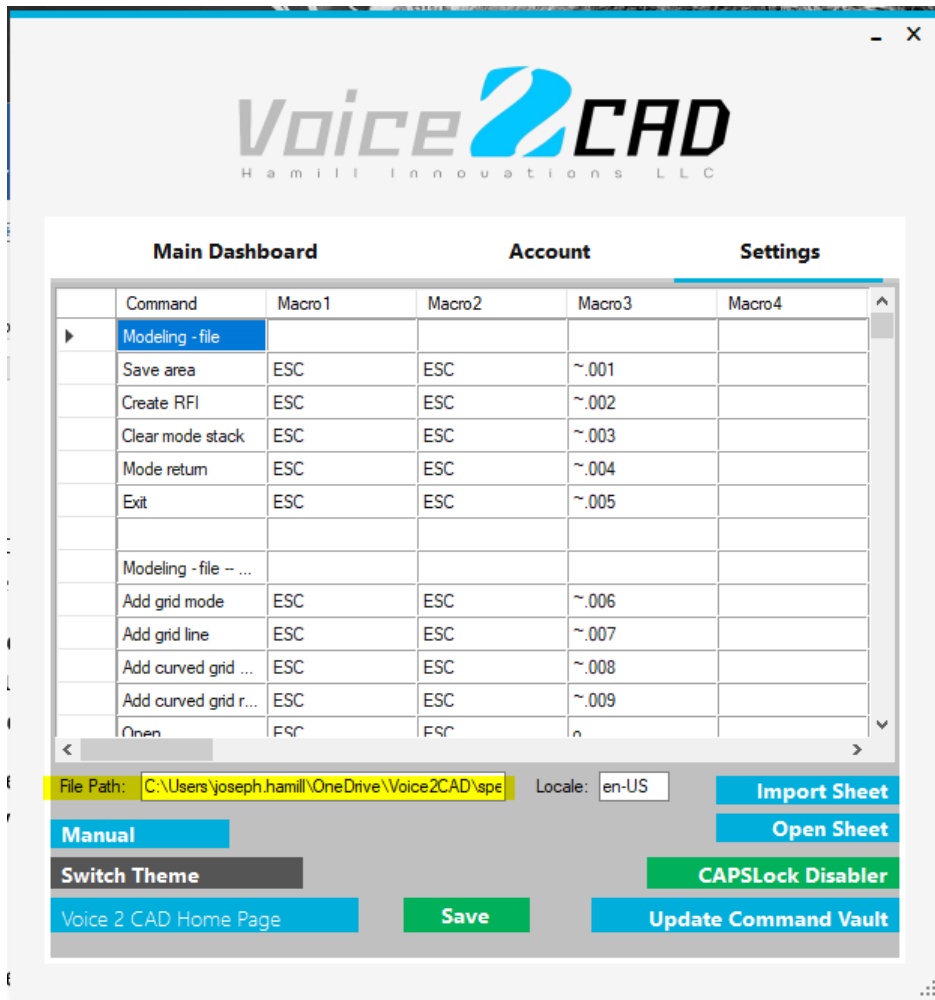 Voice2CAD
Hamill Innovations LLC
Main Dashboard Account Settings
Command Macro1 Macro2 Macro3 Macro4
Modeling - file
Save area ESC ESC ~.001
Create RFI ESC ESC ~.002
Clear mode stack ESC ESC ~.003
Mode return ESC ESC ~.004
Exit ESC ESC ~.005
Modeling - file -- ...
Add grid mode ESC ESC ~.006
Add grid line ESC ESC ~.007
Add curved grid ... ESC ESC ~.008
Add curved grid r... ESC ESC ~.009
Open ESC ESC o
File Path: C:\Users\joseph.hamill\OneDrive\Voice2CAD\spe Locale: en-US Import Sheet
Manual Open Sheet
Switch Theme CAPSLock Disabler
Voice 2 CAD Home Page Save Update Command Vault